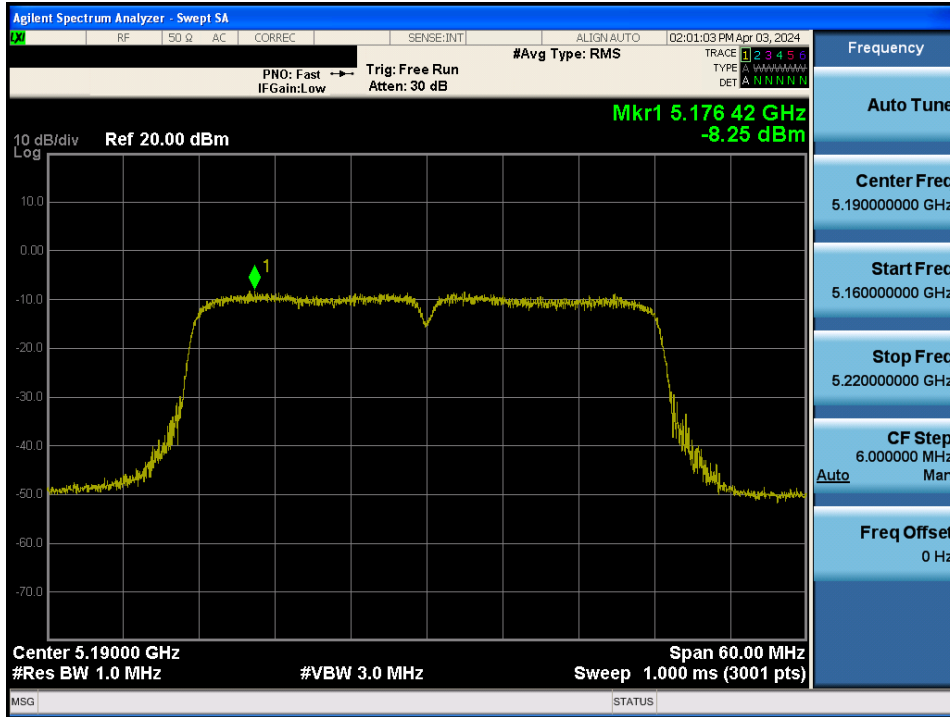 Agilent Spectrum Analyzer - Swept SA
LXI RF 50 Ω AC CORREC SENSE:INT ALIGN AUTO 02:01:03 PM Apr 03, 2024
PNO: Fast
IFGain:Low
Trig: Free Run
Atten: 30 dB
#Avg Type: RMS
TRACE 1 2 3 4 5 6
TYPE A WWWWW
DET A N N N N N
Mkr1 5.176 42 GHz
-8.25 dBm
10 dB/div
Log
Ref 20.00 dBm
10.0
0.00
-10.0
-20.0
-30.0
-40.0
-50.0
-60.0
-70.0
1
Center 5.19000 GHz
Span 60.00 MHz
#Res BW 1.0 MHz
#VBW 3.0 MHz
Sweep 1.000 ms (3001 pts)
MSG
STATUS
Frequency
Auto Tune
Center Freq
5.190000000 GHz
Start Freq
5.160000000 GHz
Stop Freq
5.220000000 GHz
CF Step
6.000000 MHz
Auto Man
Freq Offset
0 Hz